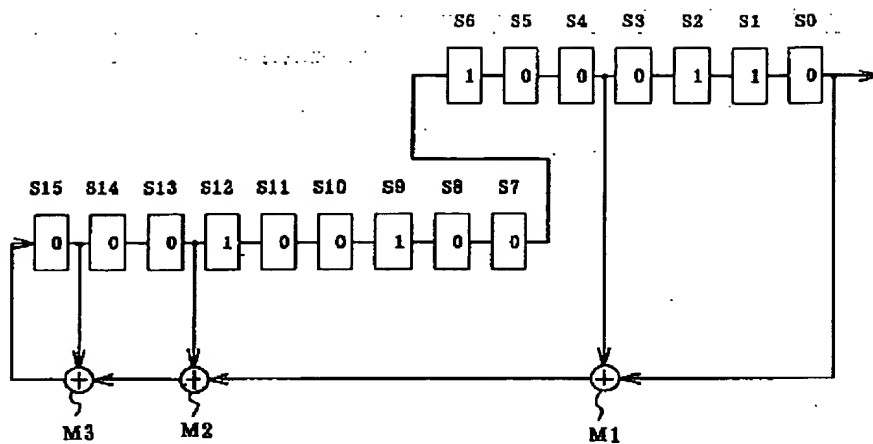 S6 S5 S4 S3 S2 S1 S0
1 0 0 0 1 1 0
S15 S14 S13 S12 S11 S10 S9 S8 S7
0 0 0 1 0 0 1 0 0
+ + +
M3 M2 M1